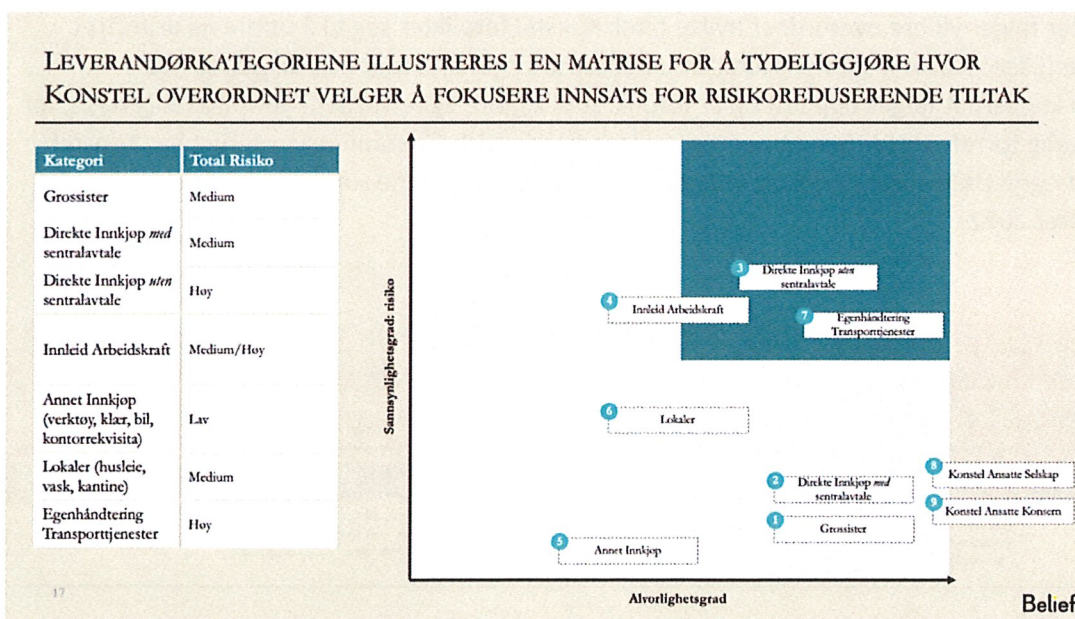 LEVERANDØRKATEGORIENE ILLUSTRERES I EN MATRISE FOR Å TYDELIGGJØRE HVOR
KONSTEL OVERORDNET VELGER Å FOKUSERE INNSATS FOR RISIKOREDUSERENDE TILTAK
Kategori Total Risiko
Grossister Medium
Direkte Innkjøp med
sentralavtale
Medium
Direkte Innkjøp uten
sentralavtale
Høy
Innleid Arbeidskraft Medium/Høy
Annet Innkjøp
(verktøy, klær, bil,
kontorrekvisita)
Lav
Lokaler (husleie,
vask, kantine)
Medium
Egenhåndtering
Transporttjenester
Høy
Sannsynlighetsgrad: risiko
3 Direkte Innkjøp uten
sentralavtale
4 Innleid Arbeidskraft
7 Egenhåndtering
Transporttjenester
6 Lokaler
8 Konstel Ansatte Selskap
2 Direkte Innkjøp med
sentralavtale
9 Konstel Ansatte Konsern
1 Grossister
5 Annet Innkjøp
Alvorlighetsgrad
17
Belief